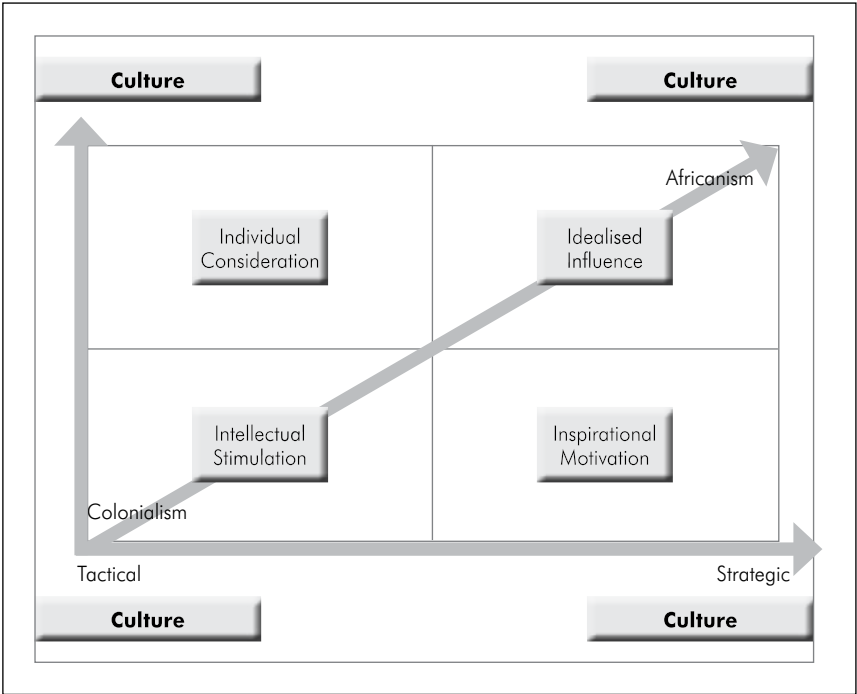 Culture
Culture
Africanism
Individual
Consideration
Idealised
Influence
Intellectual
Stimulation
Inspirational
Motivation
Colonialism
Tactical
Strategic
Culture
Culture